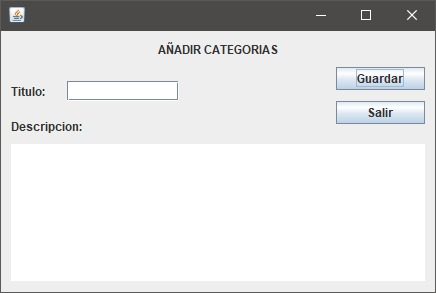 AÑADIR CATEGORIAS
Guardar
Titulo:
Salir
Descripcion: